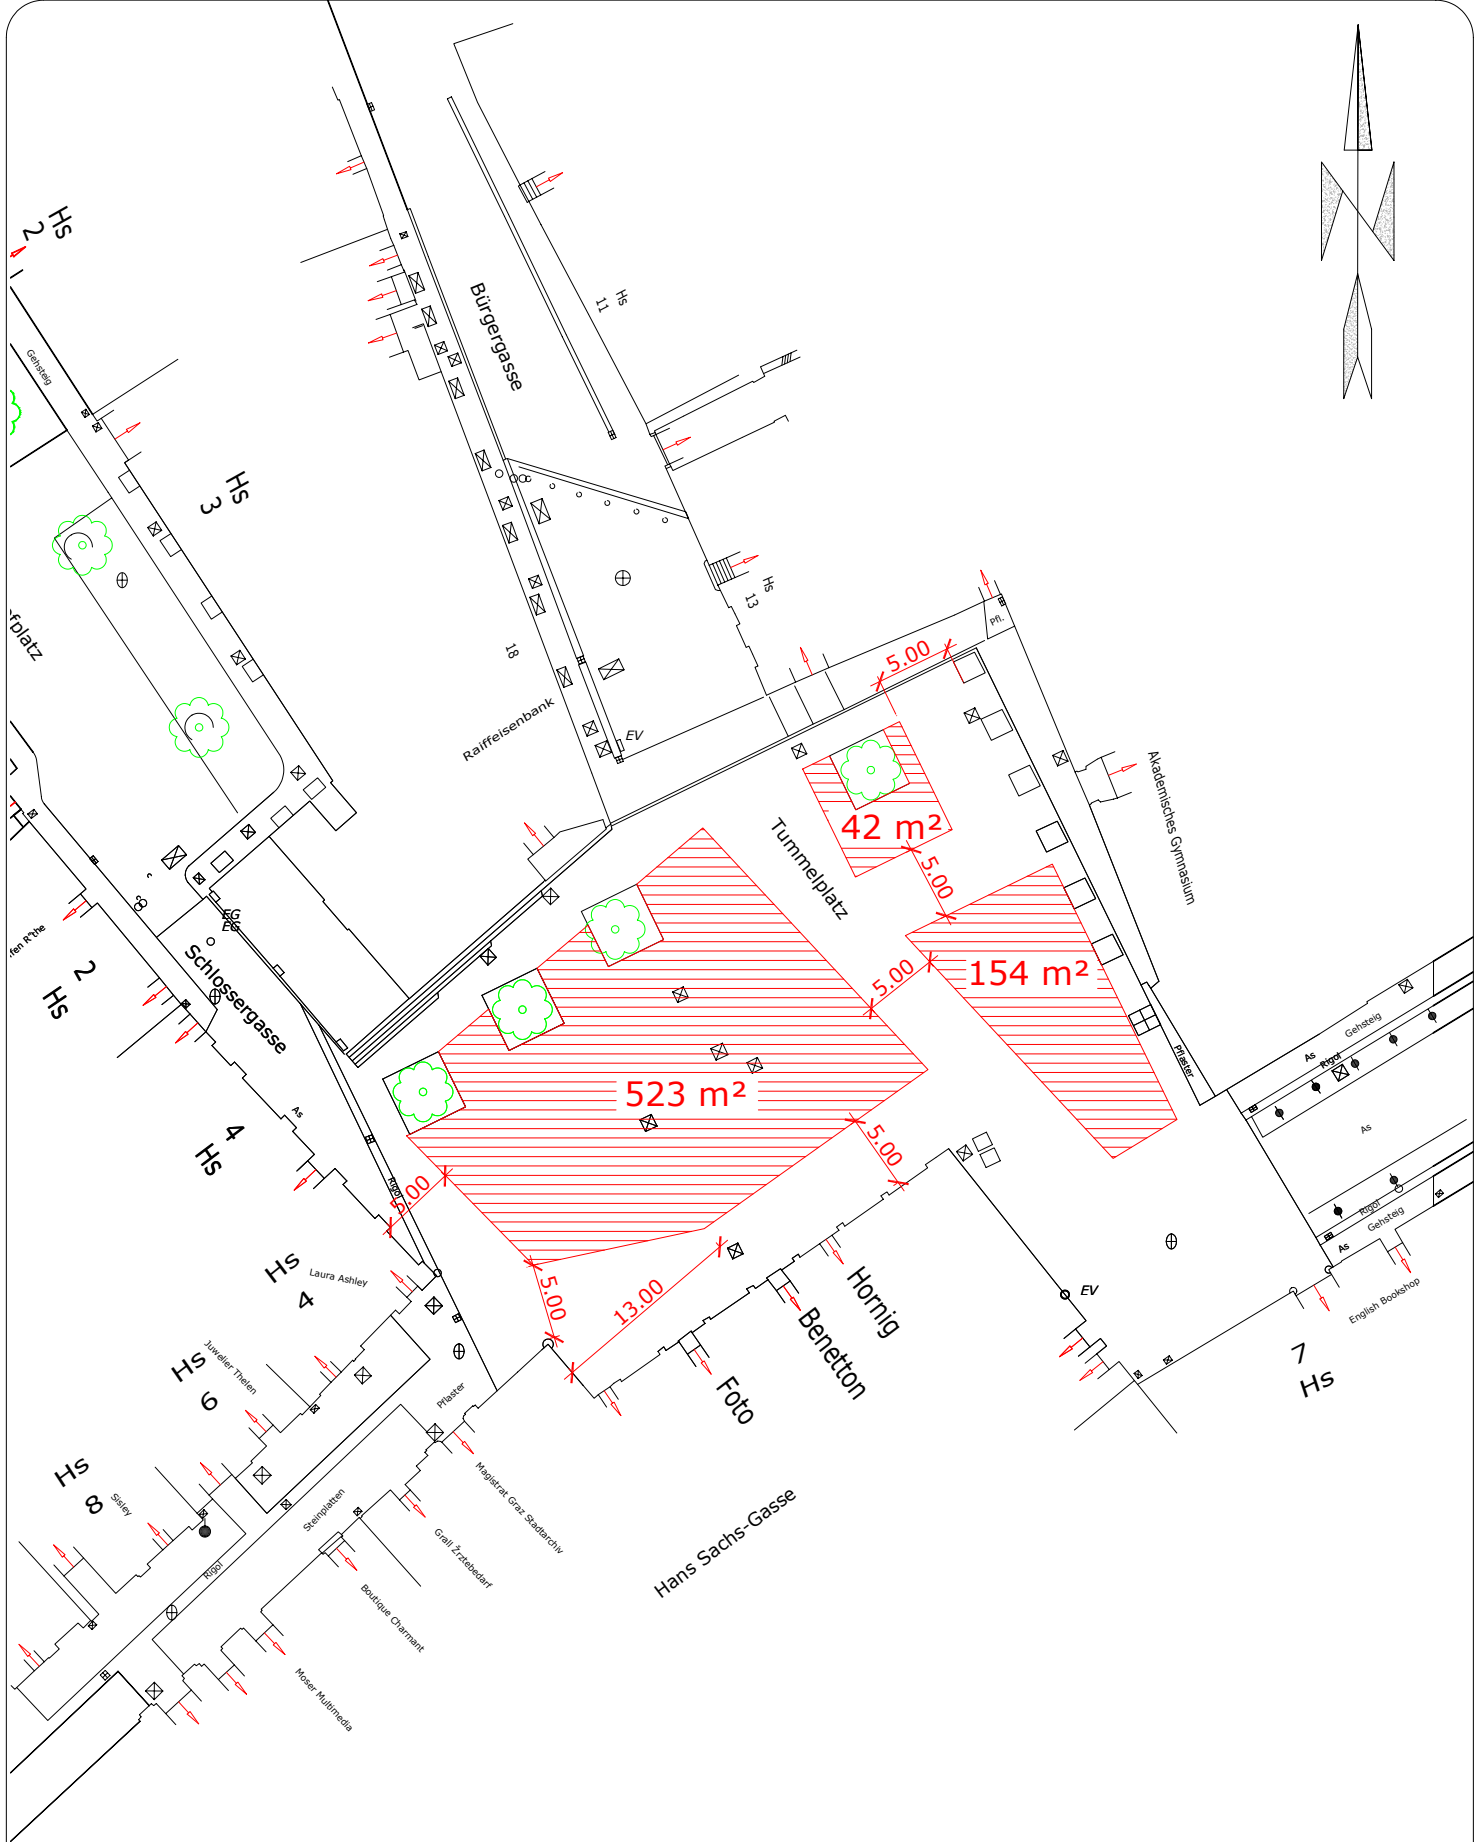 Hs
2
Gehsteig
Hs
3
Bürgergasse
Hs
11
Hs
13
18
Raiffeisenbank
EV
Pfl.
5.00
42 m²
5.00
Tummelplatz
Akademisches Gymnasium
154 m²
5.00
523 m²
5.00
5.00
5.00
13.00
EG
EG
Schlossergasse
2
Hs
As
4
Hs
Rigol
Hs
4
Laura Ashley
Hs
6
Juwelier Thelen
Hs
8
Sisley
Pflaster
Steinplatten
Rigol
Magistrat Graz Stadtarchiv
Grall Žrztebedarf
Boutique Charmant
Moser Multimedia
Foto
Benetton
Hornig
Hans Sachs-Gasse
EV
Pflaster
As
Gehsteig
Rigol
As
Rigol
Gehsteig
As
English Bookshop
7
Hs